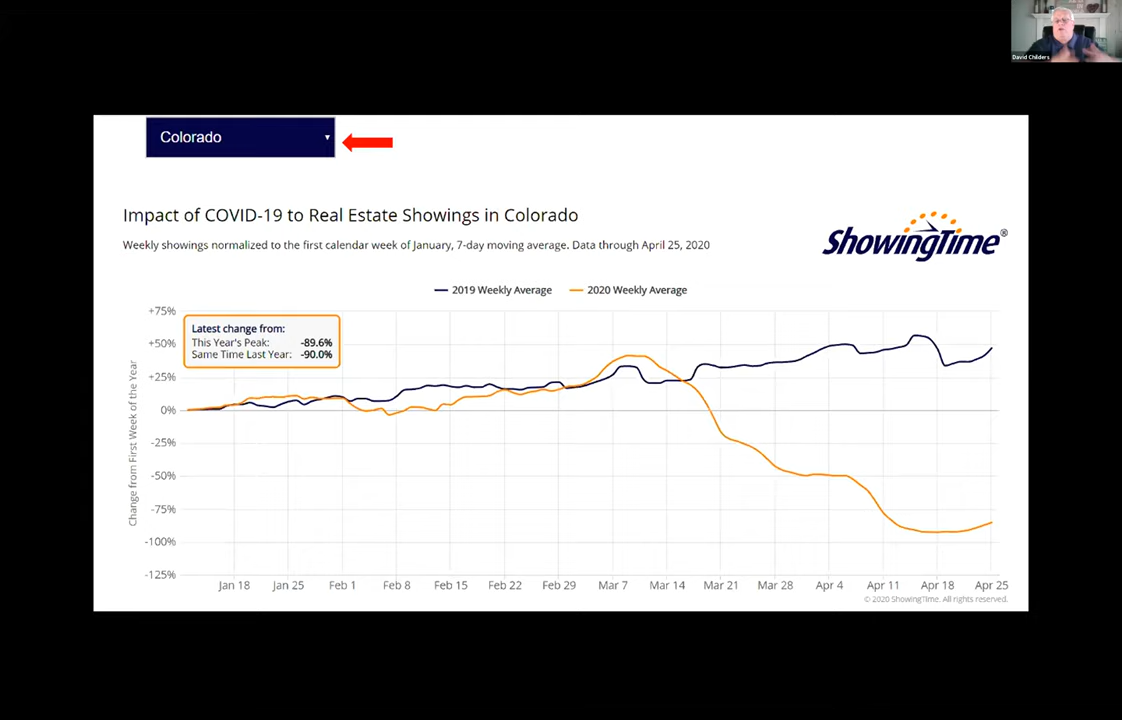 David Childers
Colorado
Impact of COVID-19 to Real Estate Showings in Colorado
Weekly showings normalized to the first calendar week of January, 7-day moving average. Data through April 25, 2020
ShowingTime®
2019 Weekly Average 2020 Weekly Average
Latest change from:
This Year's Peak: -89.6%
Same Time Last Year: -90.0%
Change from First Week of the Year
+75%
+50%
+25%
0%
-25%
-50%
-75%
-100%
-125%
Jan 18 Jan 25 Feb 1 Feb 8 Feb 15 Feb 22 Feb 29 Mar 7 Mar 14 Mar 21 Mar 28 Apr 4 Apr 11 Apr 18 Apr 25
© 2020 ShowingTime. All rights reserved.